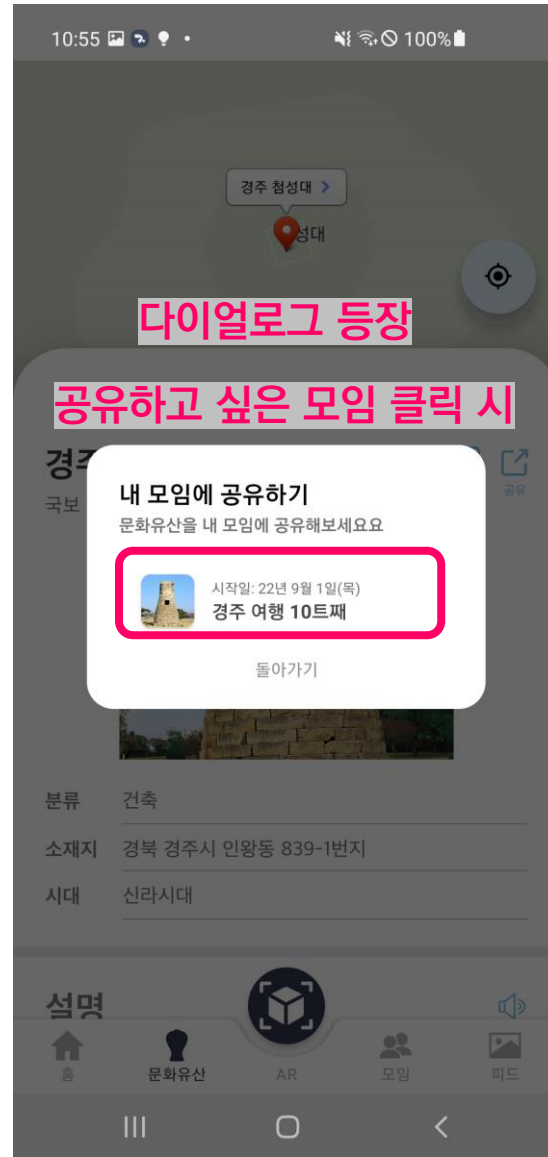 10:55
100%
경주 첨성대 >
성대
다이얼로그 등장
공유하고 싶은 모임 클릭 시
경주
공유
국보
내 모임에 공유하기
문화유산을 내 모임에 공유해보세요요
시작일: 22년 9월 1일(목)
경주 여행 10트째
돌아가기
분류 건축
소재지 경북 경주시 인왕동 839-1번지
시대 신라시대
설명
홈 문화유산 AR 모임 피드